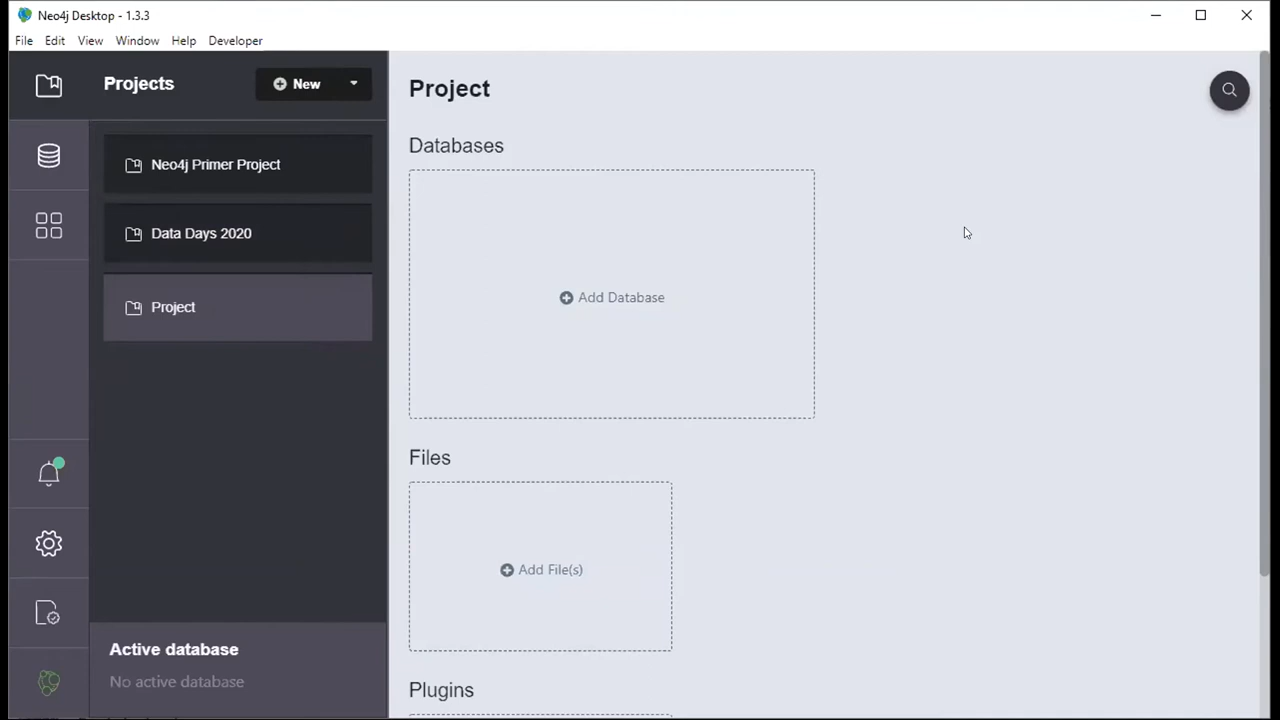 Neo4j Desktop - 1.3.3
File Edit View Window Help Developer
Projects
New
Neo4j Primer Project
Data Days 2020
Project
Active database
No active database
Project
Databases
Add Database
Files
Add File(s)
Plugins